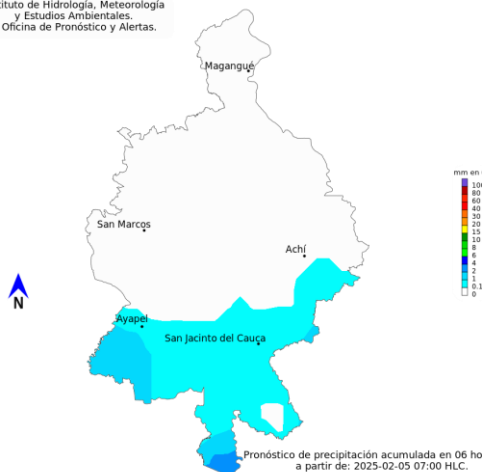 de Hidrología, Meteorología
y Estudios Ambientales.
Oficina de Pronóstico y Alertas.
Magangué
mm en
100
80
60
40
30
20
15
10
8
6
4
2
1
0.1
0
San Marcos
Achí
N
Ayapel
San Jacinto del Cauca
Pronóstico de precipitación acumulada en 06
a partir de: 2025-02-05 07:00 HLC.